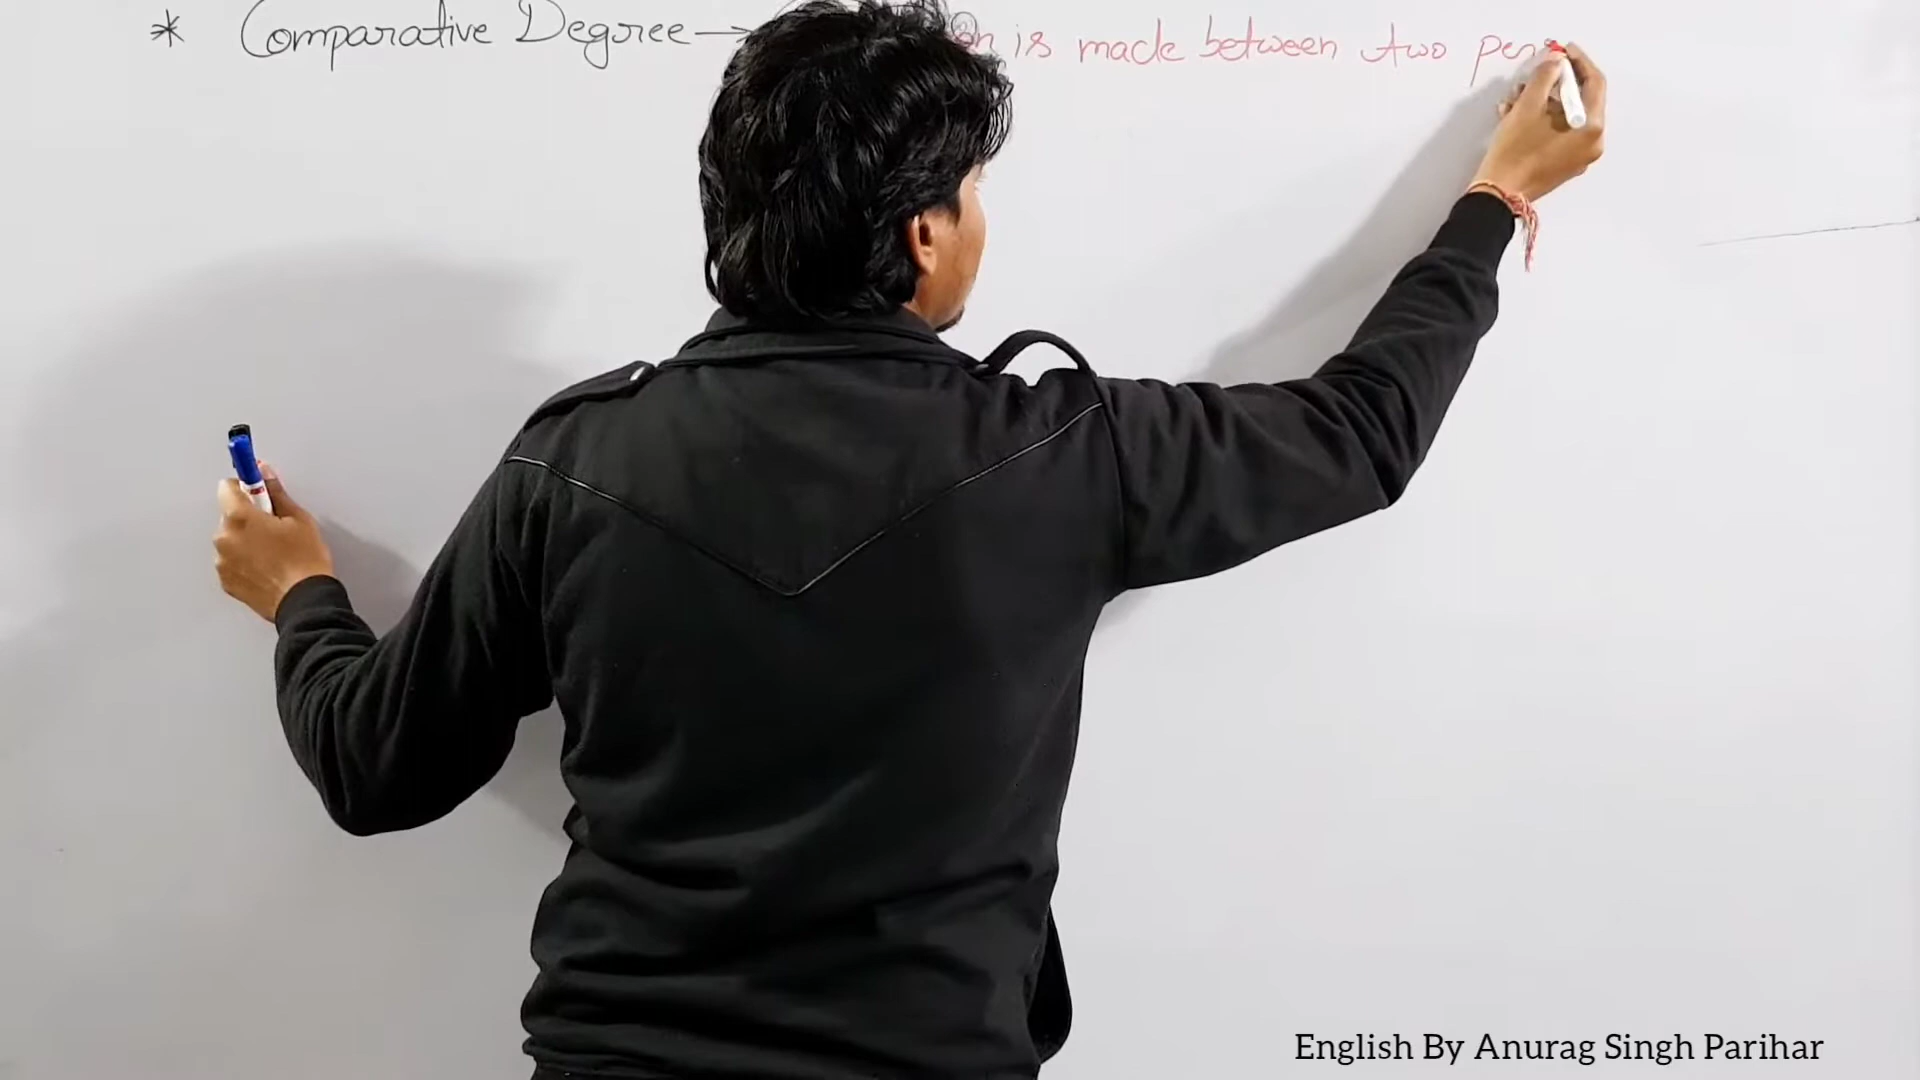 * Comparative Degree → is made between two
English By Anurag Singh Parihar